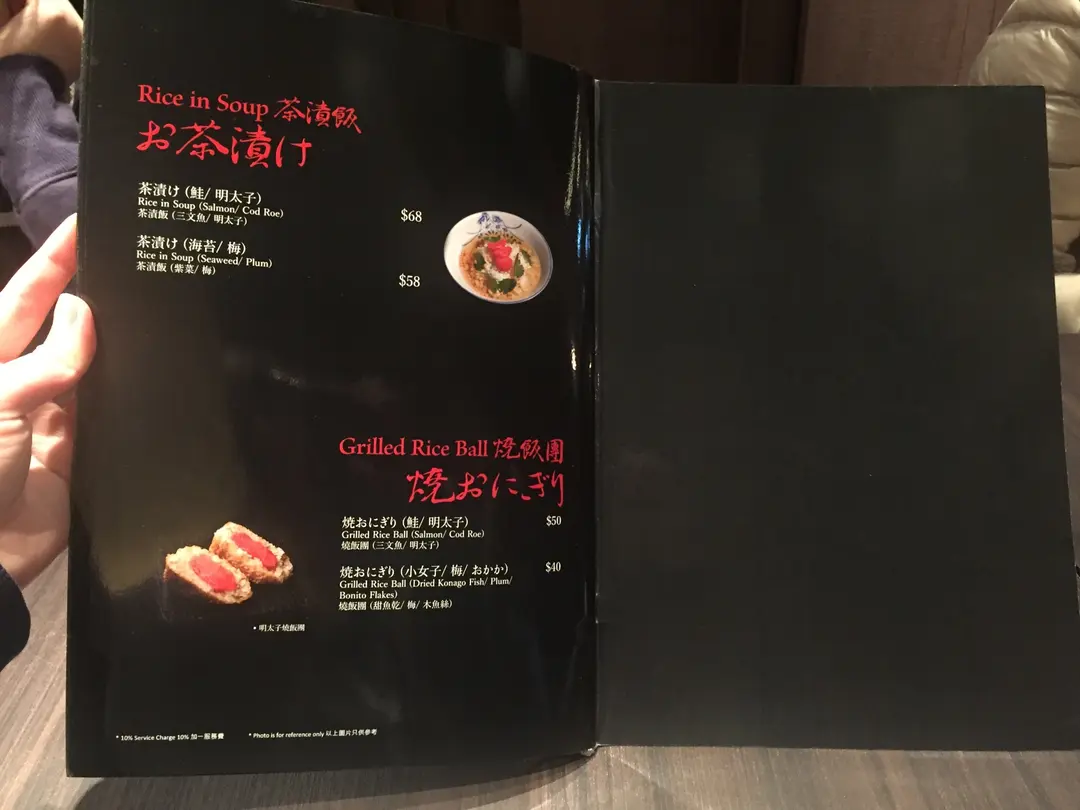 Rice in Soup 茶漬飯
お茶漬け
茶漬け (鮭/ 明太子)
Rice in Soup (Salmon/ Cod Roe)
茶漬飯 (三文魚/ 明太子)
$68
茶漬け (海苔/ 梅)
Rice in Soup (Seaweed/ Plum)
茶漬飯 (紫菜/ 梅)
$58
Grilled Rice Ball 燒飯團
焼おにぎり
焼おにぎり (鮭/ 明太子)
$50
Grilled Rice Ball (Salmon/ Cod Roe)
燒飯團 (三文魚/ 明太子)
焼おにぎり (小女子/ 梅/ おかか)
$40
Grilled Rice Ball (Dried Konago Fish/ Plum/
Bonito Flakes)
燒飯團 (甜魚乾/ 梅/ 木魚絲)
• 明太子燒飯團
* 10% Service Charge 10% 加一服務費
* Photo is for reference only 以上圖片只供參考